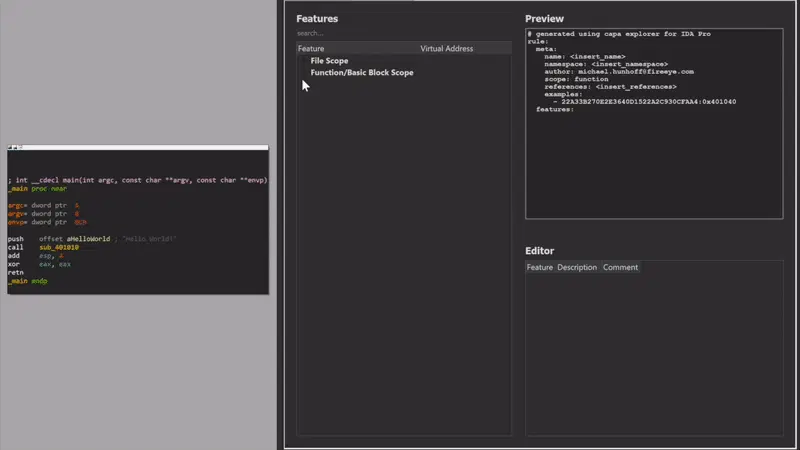 Features
search...
Feature Virtual Address
File Scope
Function/Basic Block Scope
; int __cdecl main(int argc, const char **argv, const char **envp)
_main proc near
argc= dword ptr 4
argv= dword ptr 8
envp= dword ptr 0Ch
push offset aHelloWorld ; "Hello World!"
call sub_401010
add esp, 4
xor eax, eax
retn
_main endp
Preview
# generated using capa explorer for IDA Pro
rule:
meta:
name: <insert_name>
namespace: <insert_namespace>
author: michael.hunhoff@fireeye.com
scope: function
references: <insert_references>
examples:
- 22A33B270E2E3640D1522A2C930CFAA4:0x401040
features:
Editor
Feature Description Comment